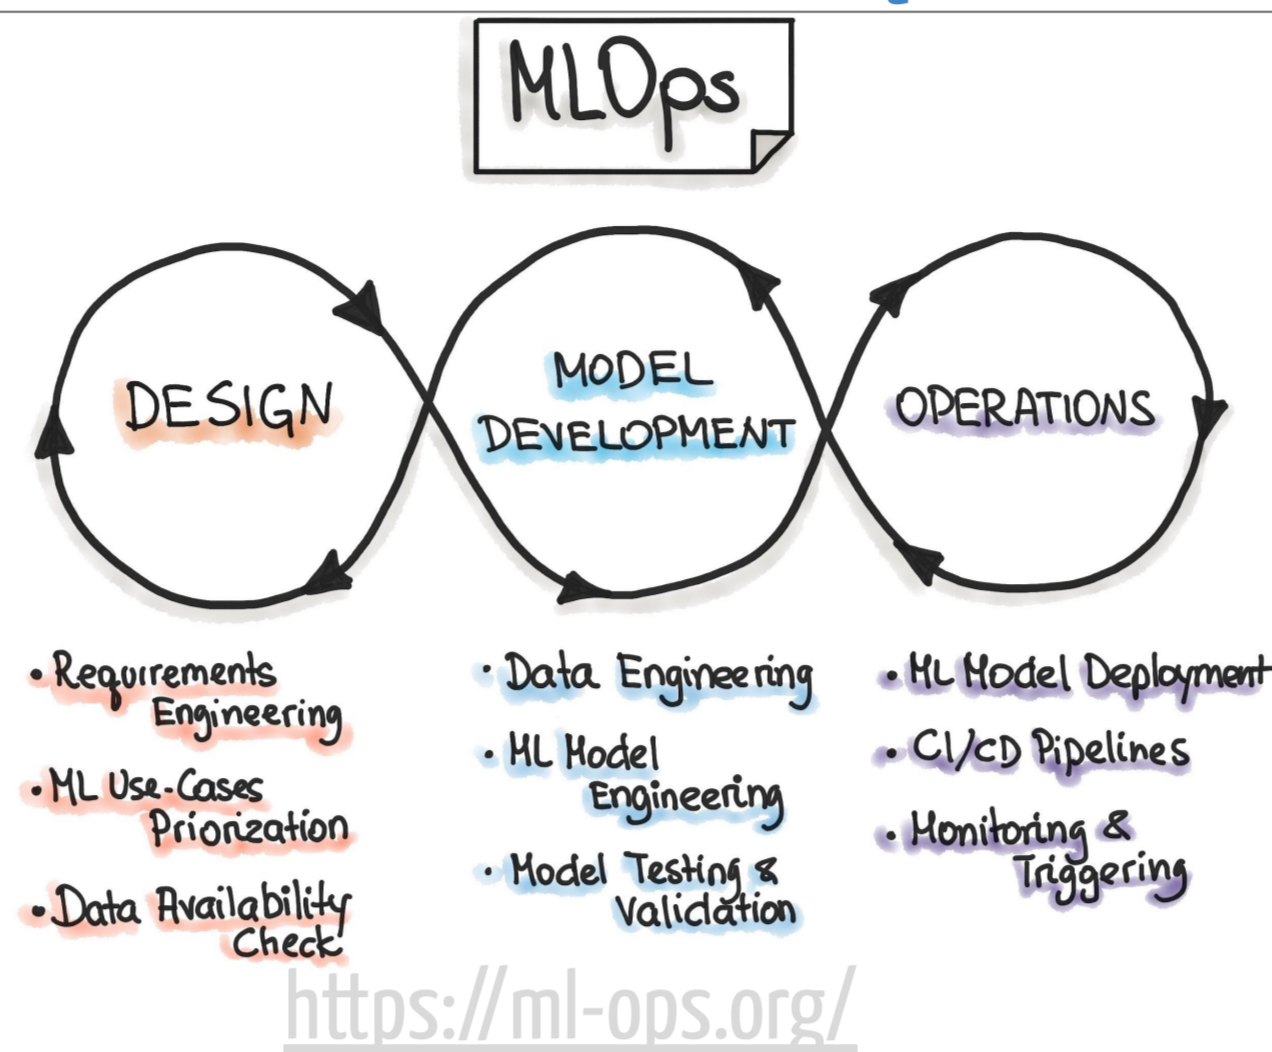 MLOps
DESIGN
MODEL
DEVELOPMENT
OPERATIONS
• Requirements
Engineering
• ML Use-Cases
Priorization
• Data Availability
Check
• Data Engineering
• ML Model
Engineering
• Model Testing &
Validation
• ML Model Deployment
• CI/CD Pipelines
• Monitoring &
Triggering
https://ml-ops.org/